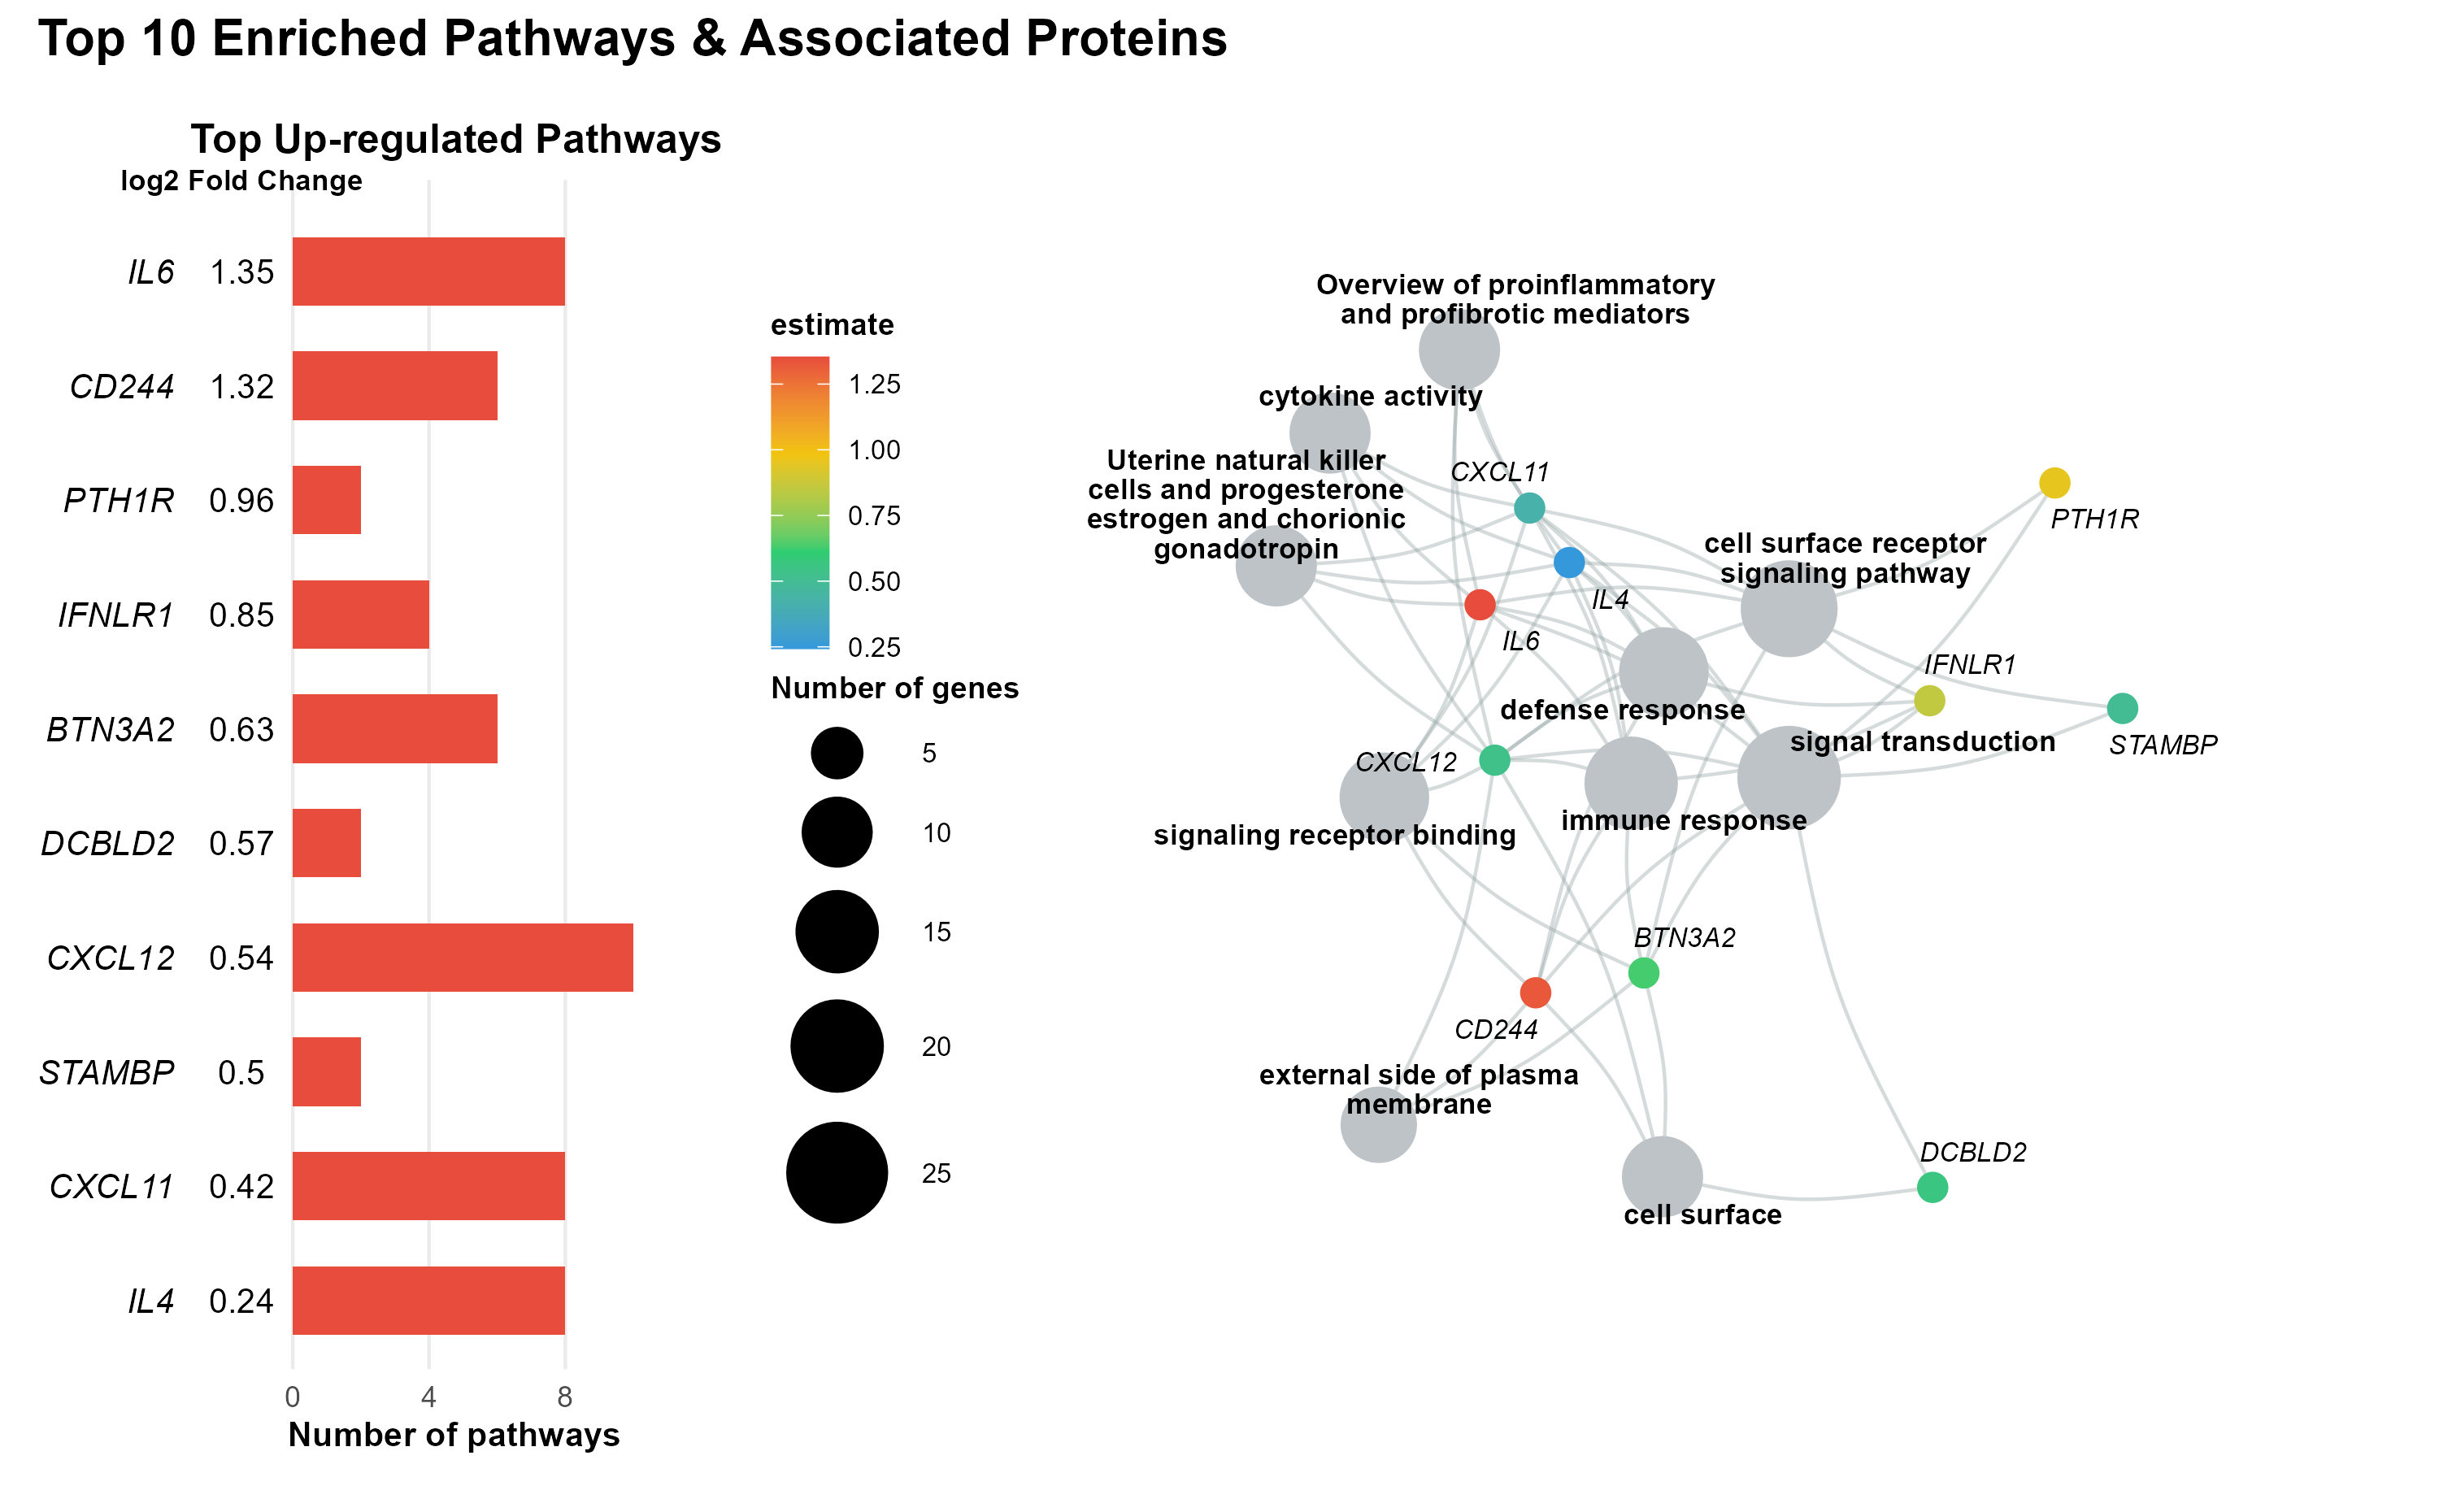 Top 10 Enriched Pathways & Associated Proteins
Top Up-regulated Pathways
log2 Fold Change
IL6 1.35
CD244 1.32
PTH1R 0.96
IFNLR1 0.85
BTN3A2 0.63
DCBLD2 0.57
CXCL12 0.54
STAMBP 0.5
CXCL11 0.42
IL4 0.24
0 4 8
Number of pathways
estimate
1.25
1.00
0.75
0.50
0.25
Number of genes
5
10
15
20
25
Overview of proinflammatory
and profibrotic mediators
cytokine activity
Uterine natural killer
cells and progesterone
estrogen and chorionic
gonadotropin
CXCL11
PTH1R
cell surface receptor
signaling pathway
IL4
IL6
IFNLR1
defense response
signal transduction
STAMBP
CXCL12
immune response
signaling receptor binding
BTN3A2
CD244
external side of plasma
membrane
DCBLD2
cell surface